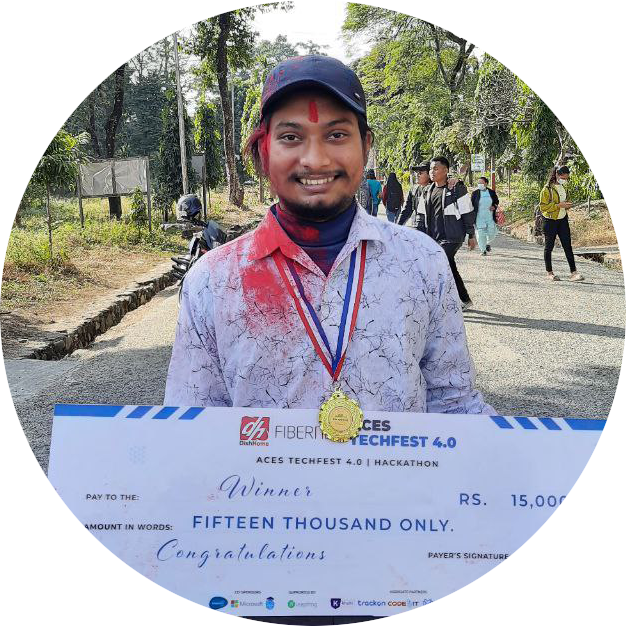 dh DishHome FIBERNET ACES
TECHFEST 4.0
ACES TECHFEST 4.0 | HACKATHON
PAY TO THE: Winner RS. 15,000
AMOUNT IN WORDS: FIFTEEN THOUSAND ONLY.
Congratulations PAYER'S SIGNATURE
Microsoft